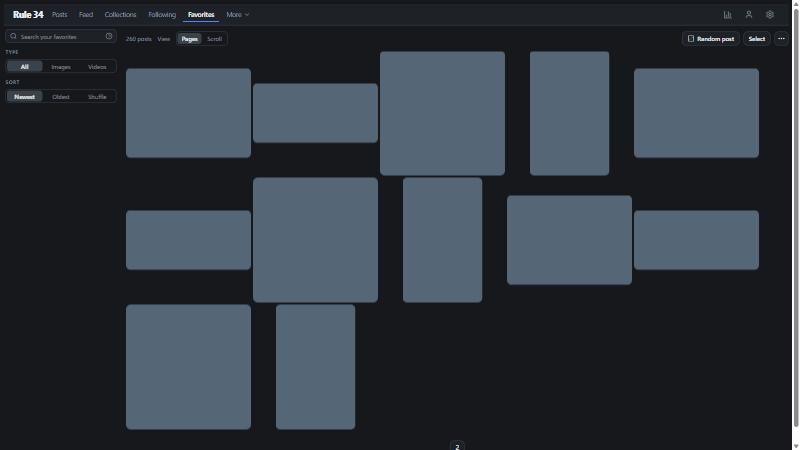 Rule 34 Posts Feed Collections Following Favorites More
Search your favorites
260 posts View Pages Scroll
Random post Select ...
TYPE
All Images Videos
SORT
Newest Oldest Shuffle
2